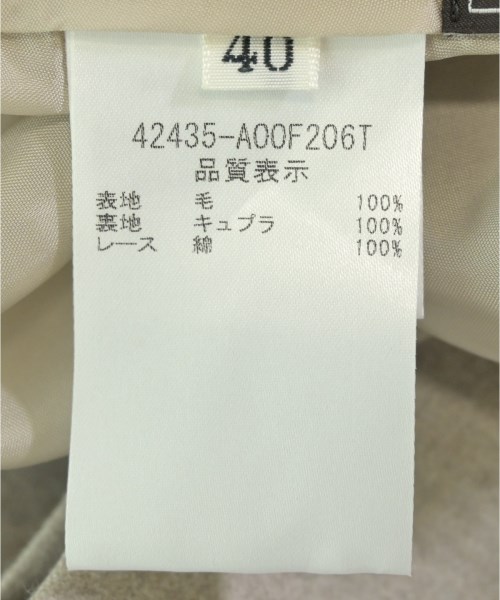 40
42435-A00F206T
品質表示
表地 毛 100%
裏地 キュプラ 100%
レース 綿 100%